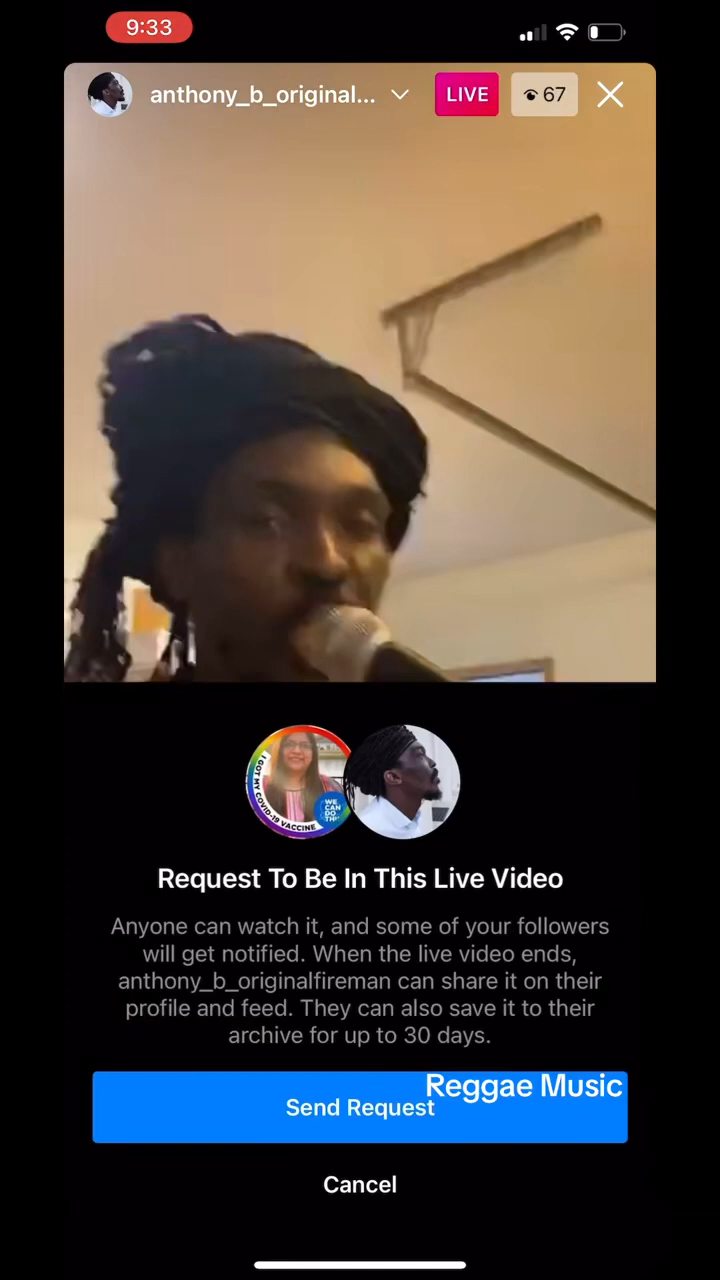 9:33
anthony_b_original...
LIVE
67
I GOT MY COVID-19 VACCINE
WE
CAN
DO
THIS
Request To Be In This Live Video
Anyone can watch it, and some of your followers
will get notified. When the live video ends,
anthony_b_originalfireman can share it on their
profile and feed. They can also save it to their
archive for up to 30 days.
Reggae Music
Send Request
Cancel